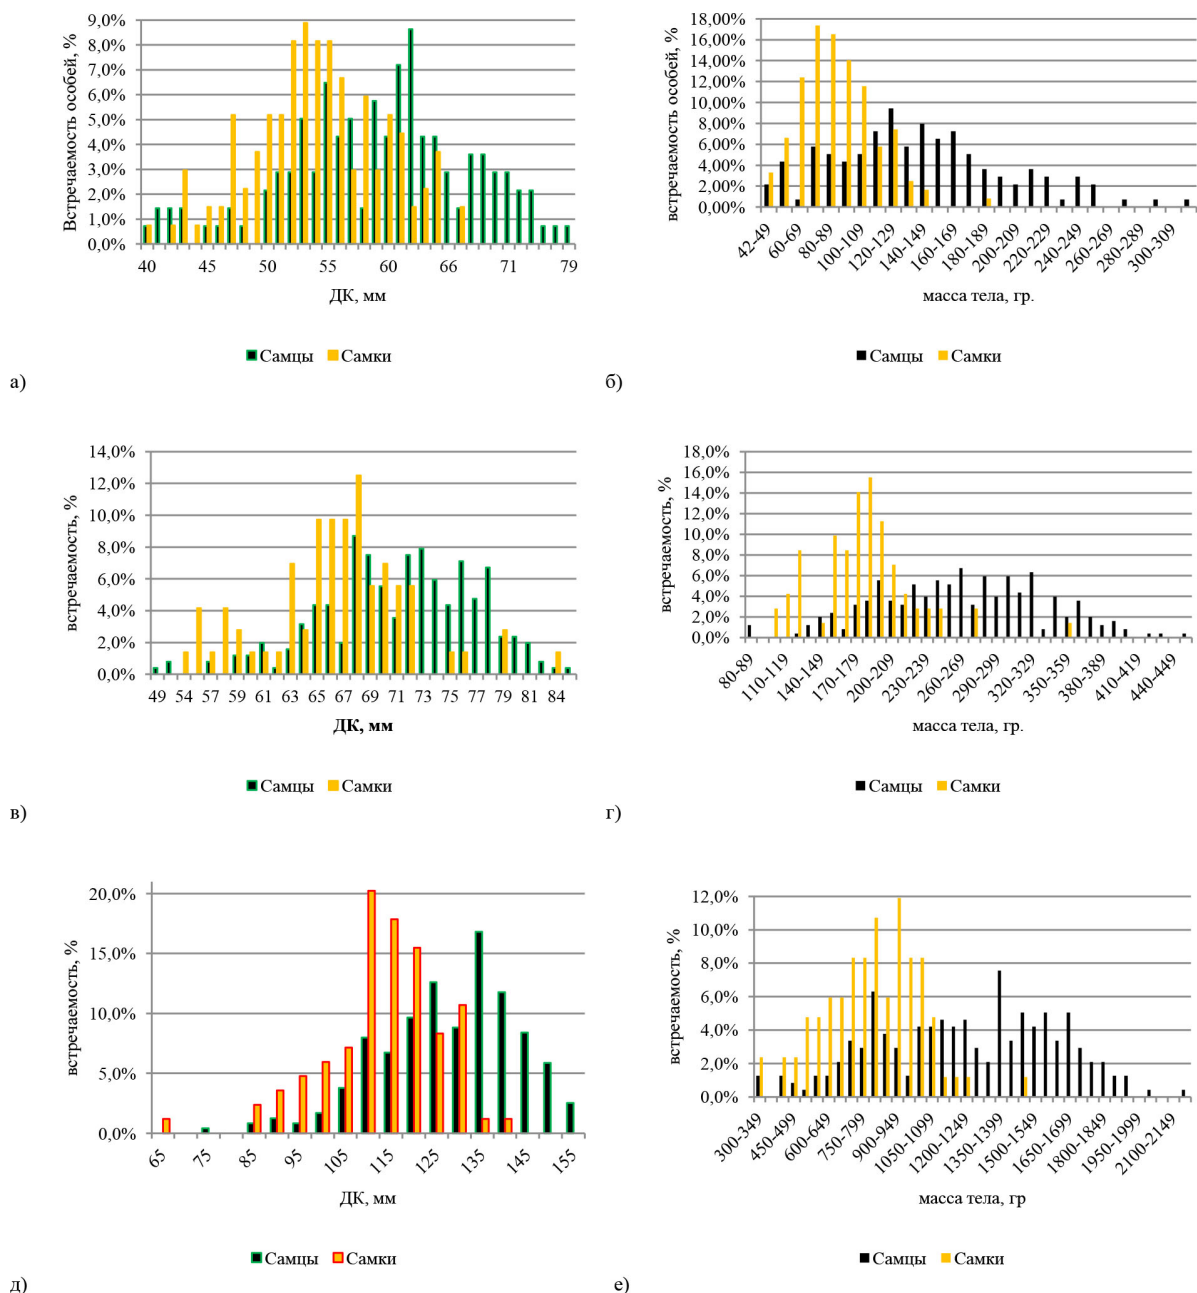 9,0%
8,0%
7,0%
6,0%
5,0%
4,0%
3,0%
2,0%
1,0%
0,0%
Встречаемость особей, %
40 45 50 55 60 66 71 79
ДК, мм
Самцы Самки
а)
18,00%
16,00%
14,00%
12,00%
10,00%
8,00%
6,00%
4,00%
2,00%
0,00%
встречаемость особей, %
42-49 60-69 80-89 100-109 120-129 140-149 160-169 180-189 200-209 220-229 240-249 260-269 280-289 300-309
масса тела, гр.
Самцы Самки
б)
14,0%
12,0%
10,0%
8,0%
6,0%
4,0%
2,0%
0,0%
встречаемость, %
49 54 57 59 61 63 65 67 69 71 73 75 77 79 84
ДК, мм
Самцы Самки
в)
18,0%
16,0%
14,0%
12,0%
10,0%
8,0%
6,0%
4,0%
2,0%
0,0%
встречаемость, %
80-89 110-119 140-149 170-179 200-209 230-239 260-269 290-299 320-329 350-359 380-389 410-419 440-449
масса тела, гр.
Самцы Самки
г)
20,0%
15,0%
10,0%
5,0%
0,0%
встречаемость, %
65 75 85 95 105 115 125 135 145 155
ДК, мм
Самцы Самки
д)
12,0%
10,0%
8,0%
6,0%
4,0%
2,0%
0,0%
встречаемость, %
300-349 450-499 600-649 750-799 900-949 1050-1099 1200-1249 1350-1399 1500-1549 1650-1699 1800-1849 1950-1999 2100-2149
масса тела, гр
Самцы Самки
е)